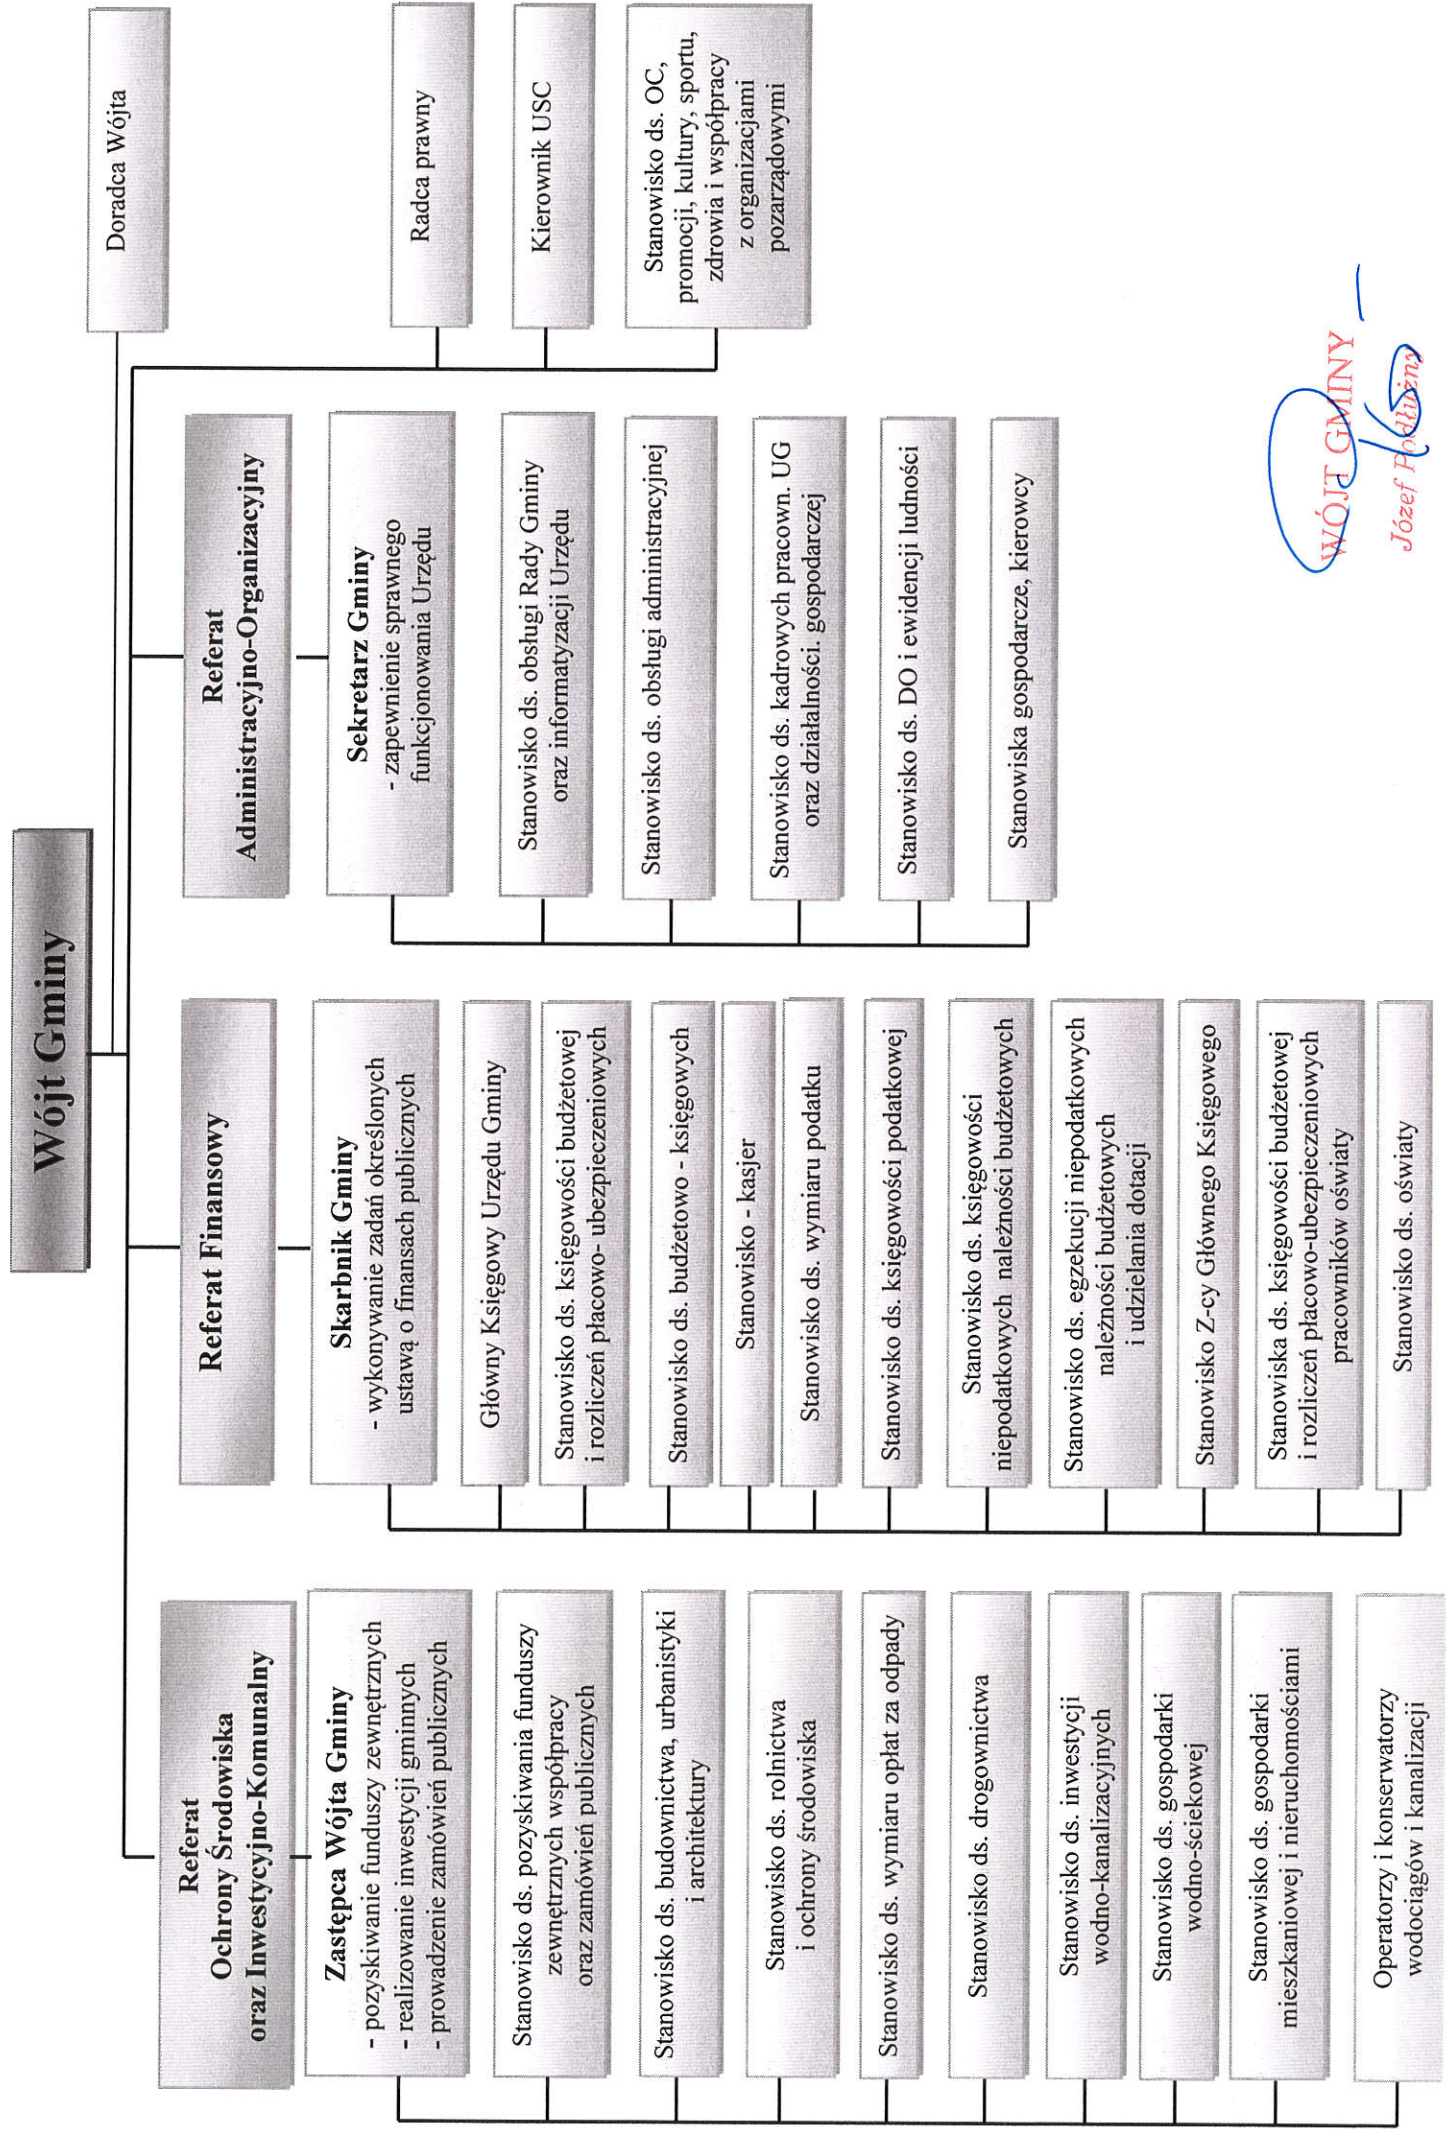 Wójt Gminy
Doradca Wójta
Referat
Ochrony Środowiska
oraz Inwestycyjno-Komunalny
Zastępca Wójta Gminy
- pozyskiwanie funduszy zewnętrznych
- realizowanie inwestycji gminnych
- prowadzenie zamówień publicznych
Stanowisko ds. pozyskiwania funduszy
zewnętrznych współpracy
oraz zamówień publicznych
Stanowisko ds. budownictwa, urbanistyki
i architektury
Stanowisko ds. rolnictwa
i ochrony środowiska
Stanowisko ds. wymiaru opłat za odpady
Stanowisko ds. drogownictwa
Stanowisko ds. inwestycji
wodno-kanalizacyjnych
Stanowisko ds. gospodarki
wodno-ściekowej
Stanowisko ds. gospodarki
mieszkaniowej i nieruchomościami
Operatorzy i konserwatorzy
wodociągów i kanalizacji
Referat Finansowy
Skarbnik Gminy
- wykonywanie zadań określonych
ustawą o finansach publicznych
Główny Księgowy Urzędu Gminy
Stanowisko ds. księgowości budżetowej
i rozliczeń płacowo- ubezpieczeniowych
Stanowisko ds. budżetowo - księgowych
Stanowisko - kasjer
Stanowisko ds. wymiaru podatku
Stanowisko ds. księgowości podatkowej
Stanowisko ds. księgowości
niepodatkowych należności budżetowych
Stanowisko ds. egzekucji niepodatkowych
należności budżetowych
i udzielania dotacji
Stanowisko Z-cy Głównego Księgowego
Stanowiska ds. księgowości budżetowej
i rozliczeń płacowo-ubezpieczeniowych
pracowników oświaty
Stanowisko ds. oświaty
Referat
Administracyjno-Organizacyjny
Sekretarz Gminy
- zapewnienie sprawnego
funkcjonowania Urzędu
Stanowisko ds. obsługi Rady Gminy
oraz informatyzacji Urzędu
Stanowisko ds. obsługi administracyjnej
Stanowisko ds. kadrowych pracown. UG
oraz działalności. gospodarczej
Stanowisko ds. DO i ewidencji ludności
Stanowiska gospodarcze, kierowcy
Radca prawny
Kierownik USC
Stanowisko ds. OC,
promocji, kultury, sportu,
zdrowia i współpracy
z organizacjami
pozarządowymi
WÓJT GMINY
Józef Podłużny